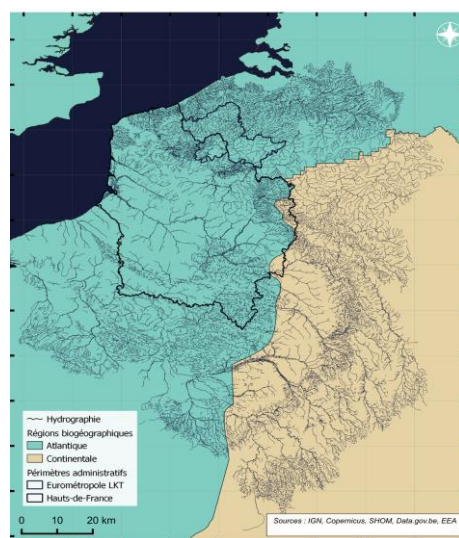 Hydrographie
Régions biogéographiques
Atlantique
Continentale
Périmètres administratifs
Eurométropole LKT
Hauts-de-France
0 10 20 km
Sources : IGN, Copernicus, SHOM, Data.gov.be, EEA